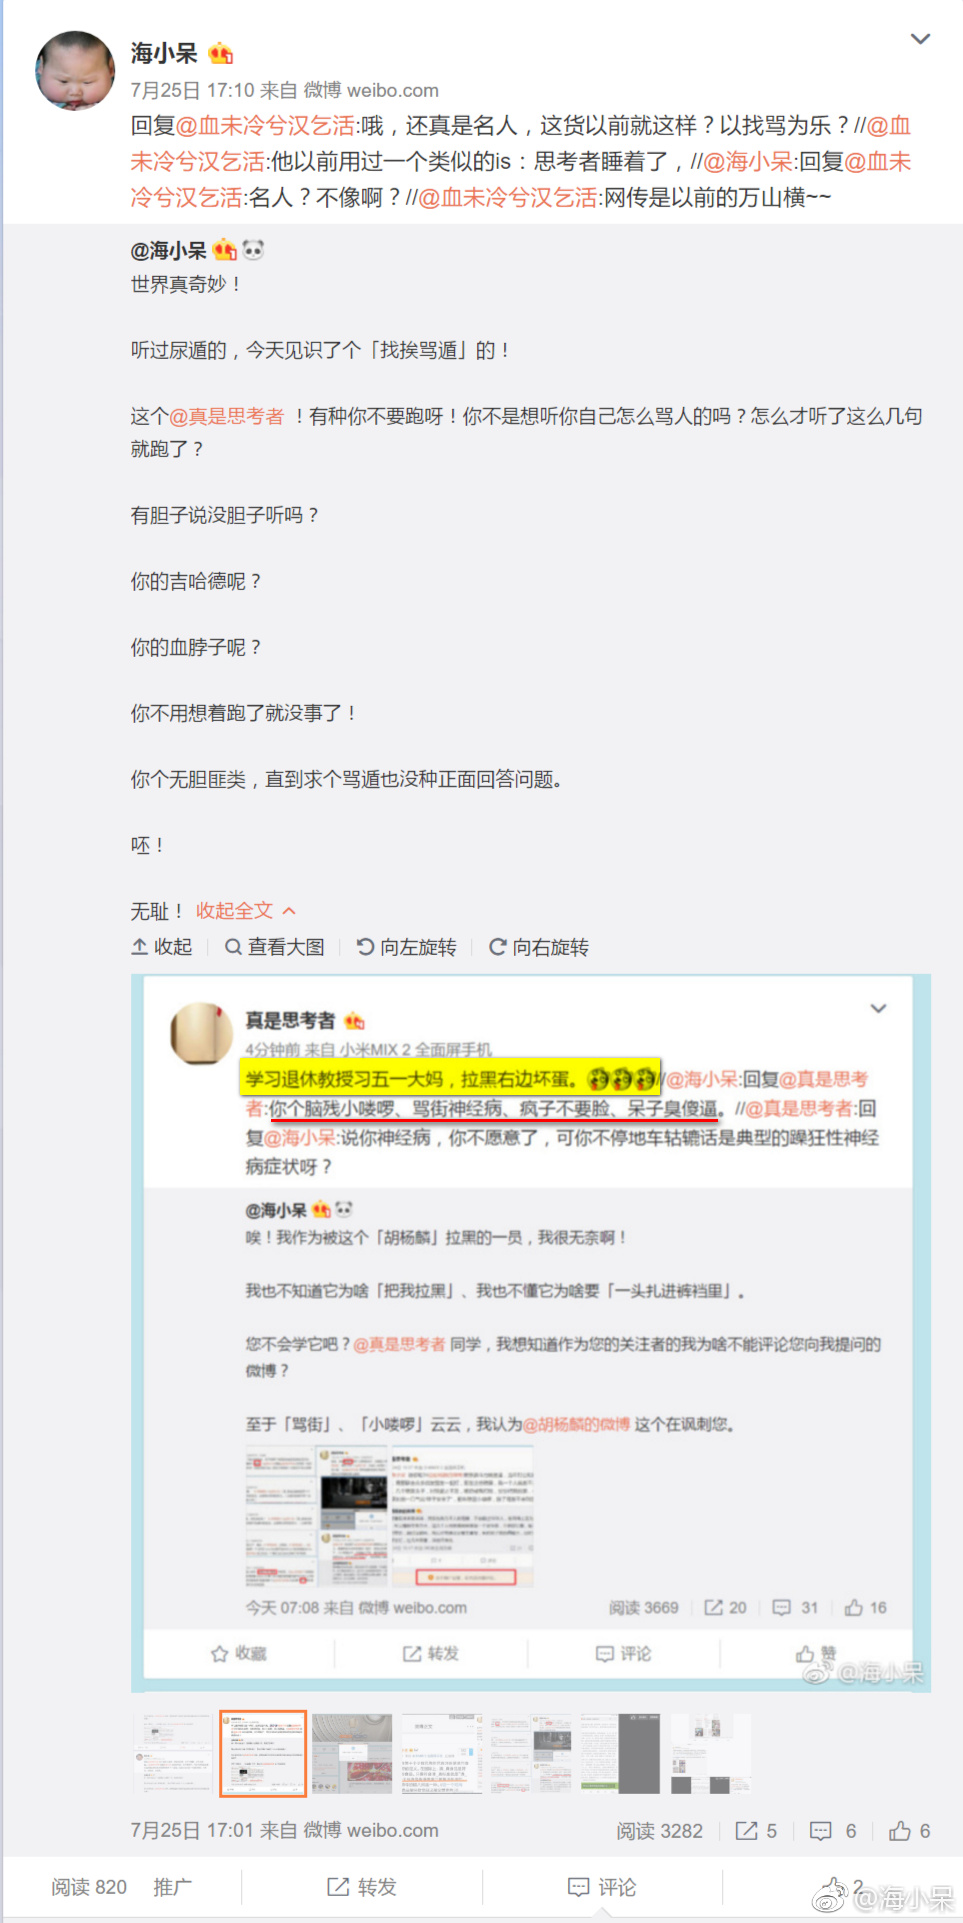 海小呆
7月25日 17:10 来自 微博 weibo.com
回复@血未冷兮汉乞活:哦，还真是名人，这货以前就这样？以找骂为乐？//@血
未冷兮汉乞活:他以前用过一个类似的is：思考者睡着了，//@海小呆:回复@血未
冷兮汉乞活:名人？不像啊？//@血未冷兮汉乞活:网传是以前的万山横~~
@海小呆
世界真奇妙！
听过尿遁的，今天见识了个「找挨骂遁」的！
这个@真是思考者 ！有种你不要跑呀！你不是想听你自己怎么骂人的吗？怎么才听了这么几句
就跑了？
有胆子说没胆子听吗？
你的吉哈德呢？
你的血脖子呢？
你不用想着跑了就没事了！
你个无胆匪类，直到求个骂遁也没种正面回答问题。
呸！
无耻！ 收起全文
收起 查看大图 向左旋转 向右旋转
真是思考者
4分钟前 来自 小米MIX 2 全面屏手机
学习退休教授习五一大妈，拉黑右边坏蛋。//@海小呆:回复@真是思考
者:你个脑残小喽啰、骂街神经病、疯子不要脸、呆子臭傻逼。//@真是思考者:回
复@海小呆:说你神经病，你不愿意了，可你不停地车轱辘话是典型的躁狂性神经
病症状呀？
@海小呆
唉！我作为被这个「胡杨麟」拉黑的一员，我很无奈啊！
我也不知道它为啥「把我拉黑」、我也不懂它为啥要「一头扎进裤裆里」。
您不会学它吧？@真是思考者 同学，我想知道作为您的关注者的我为啥不能评论您向我提问的
微博？
至于「骂街」、「小喽啰」云云，我认为@胡杨麟的微博 这个在讽刺您。
今天 07:08 来自 微博 weibo.com 阅读 3669 20 31 16
收藏 转发 评论 赞
@海小呆
7月25日 17:01 来自 微博 weibo.com 阅读 3282 5 6 6
阅读 820 推广 转发 评论 2
@海小呆